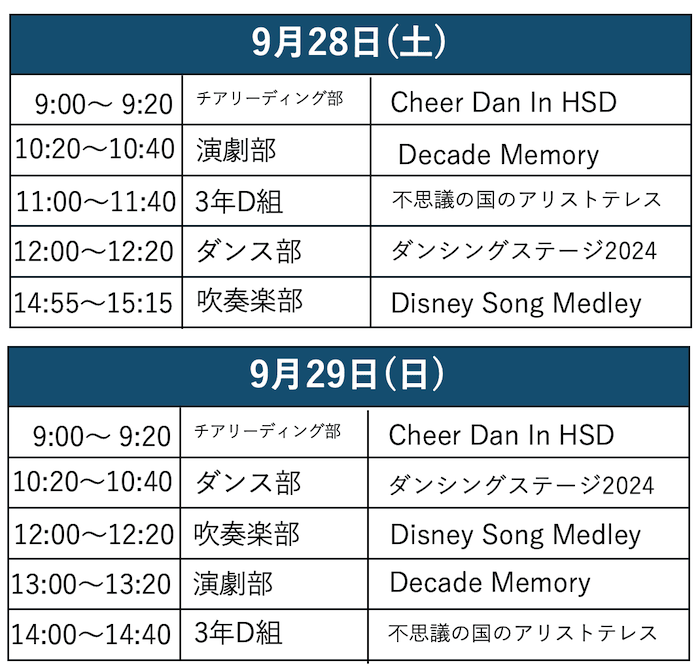 9月28日(土)
9:00～ 9:20 チアリーディング部 Cheer Dan In HSD
10:20～10:40 演劇部 Decade Memory
11:00～11:40 3年D組 不思議の国のアリストテレス
12:00～12:20 ダンス部 ダンシングステージ2024
14:55～15:15 吹奏楽部 Disney Song Medley
9月29日(日)
9:00～ 9:20 チアリーディング部 Cheer Dan In HSD
10:20～10:40 ダンス部 ダンシングステージ2024
12:00～12:20 吹奏楽部 Disney Song Medley
13:00～13:20 演劇部 Decade Memory
14:00～14:40 3年D組 不思議の国のアリストテレス